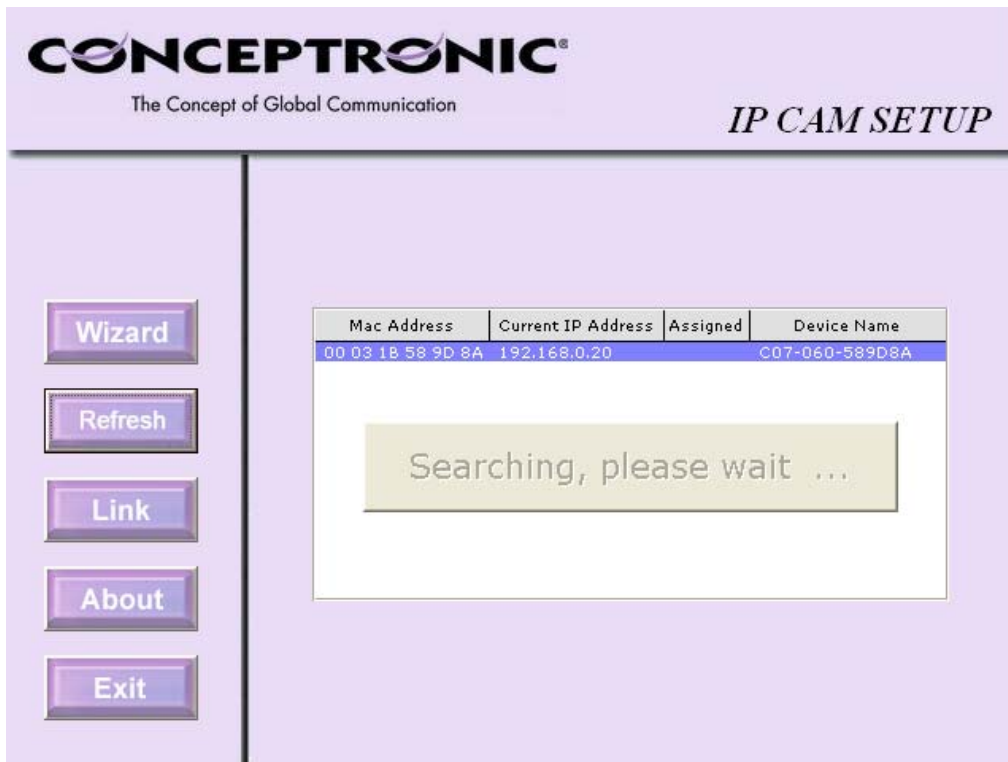 CONCEPTRONIC®
The Concept of Global Communication
IP CAM SETUP
Wizard
Refresh
Link
About
Exit
Mac Address Current IP Address Assigned Device Name
00 03 1B 58 9D 8A 192.168.0.20 C07-060-589D8A
Searching, please wait ...